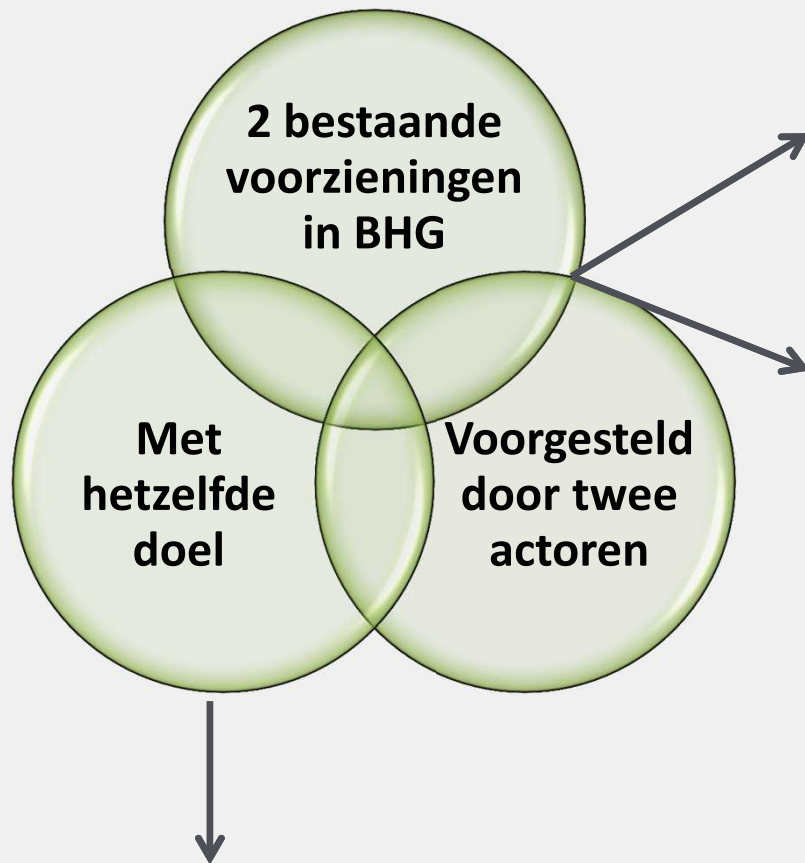 2 bestaande
voorzieningen
in BHG
Met
hetzelfde
doel
Voorgesteld
door twee
actoren